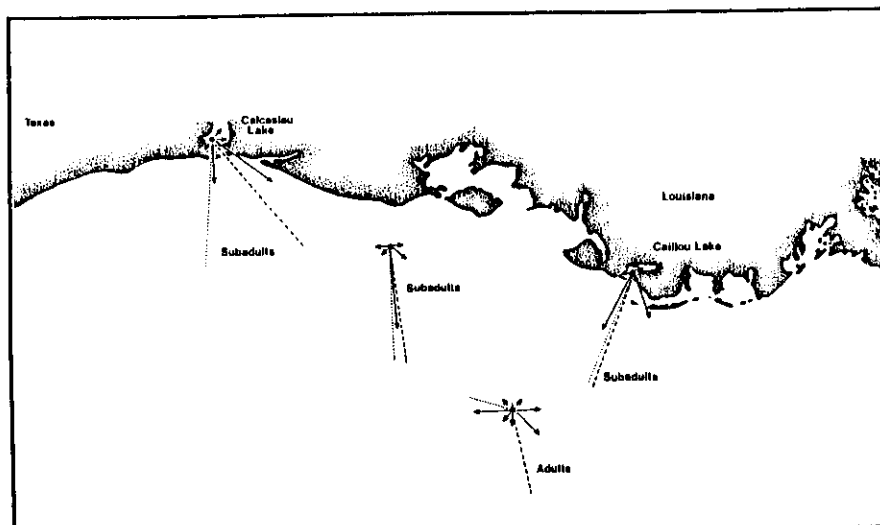 Texas
Calcasieu
Lake
Louisiana
Caillou Lake
Subadults
Subadults
Subadults
Adults